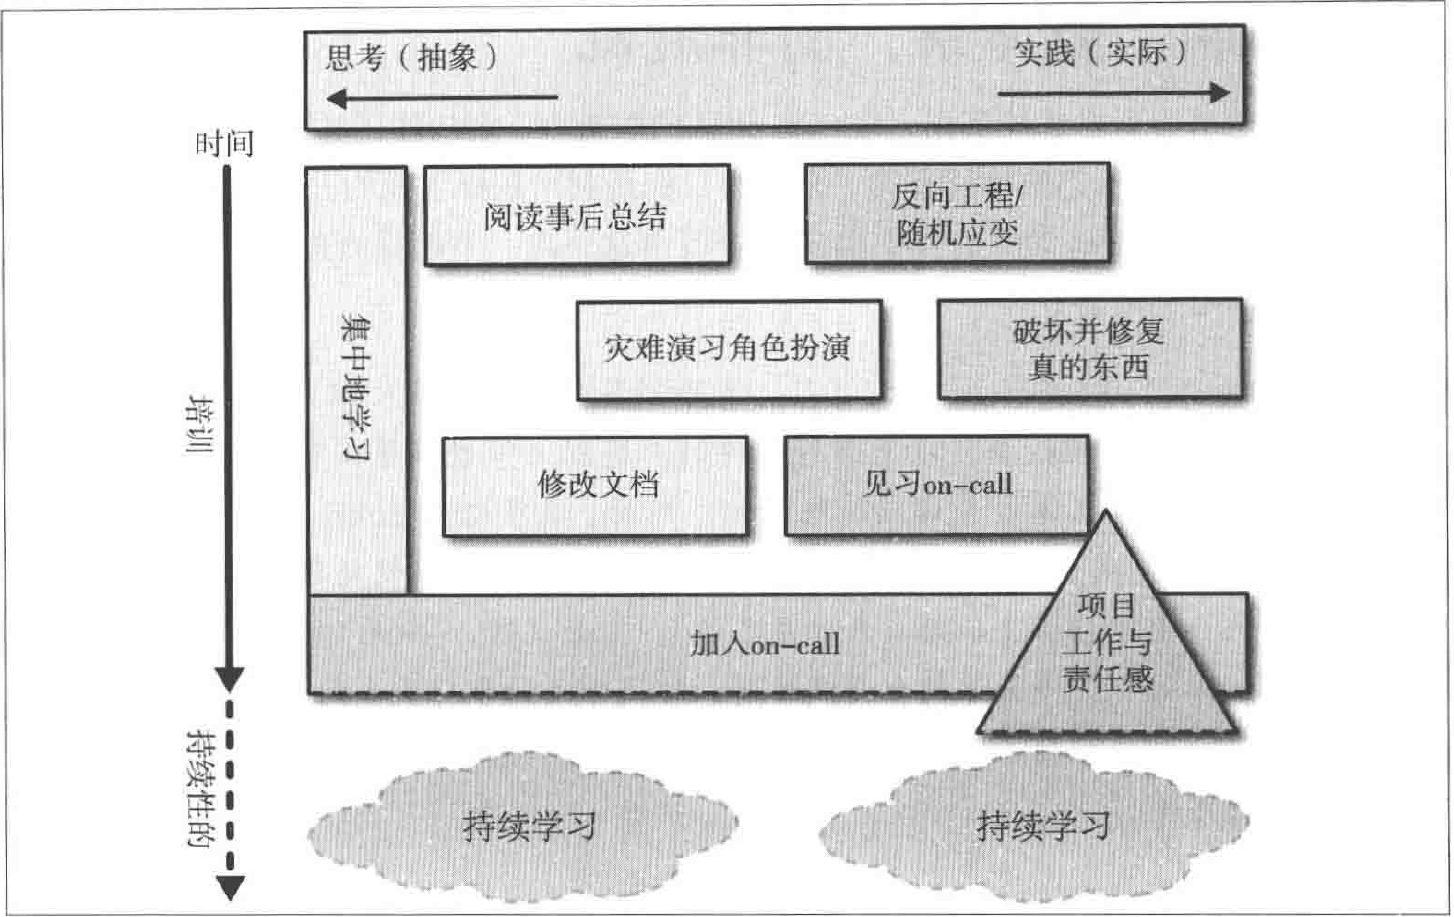 思考（抽象）
实践（实际）
时间
阅读事后总结
反向工程/
随机应变
集中地学习
灾难演习角色扮演
破坏并修复
真的东西
培训
修改文档
见习on-call
项目
工作与
责任感
加入on-call
持续性的
持续学习
持续学习